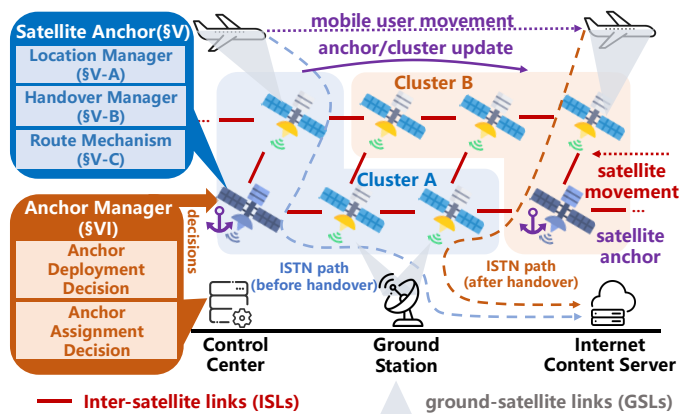 Satellite Anchor(§V)
Location Manager
(§V-A)
Handover Manager
(§V-B)
Route Mechanism
(§V-C)
mobile user movement
anchor/cluster update
Cluster B
Cluster A
satellite
movement
satellite
anchor
Anchor Manager
(§VI)
Anchor
Deployment
Decision
Anchor
Assignment
Decision
decisions
ISTN path
(before handover)
ISTN path
(after handover)
Control
Center
Ground
Station
Internet
Content Server
Inter-satellite links (ISLs)
ground-satellite links (GSLs)